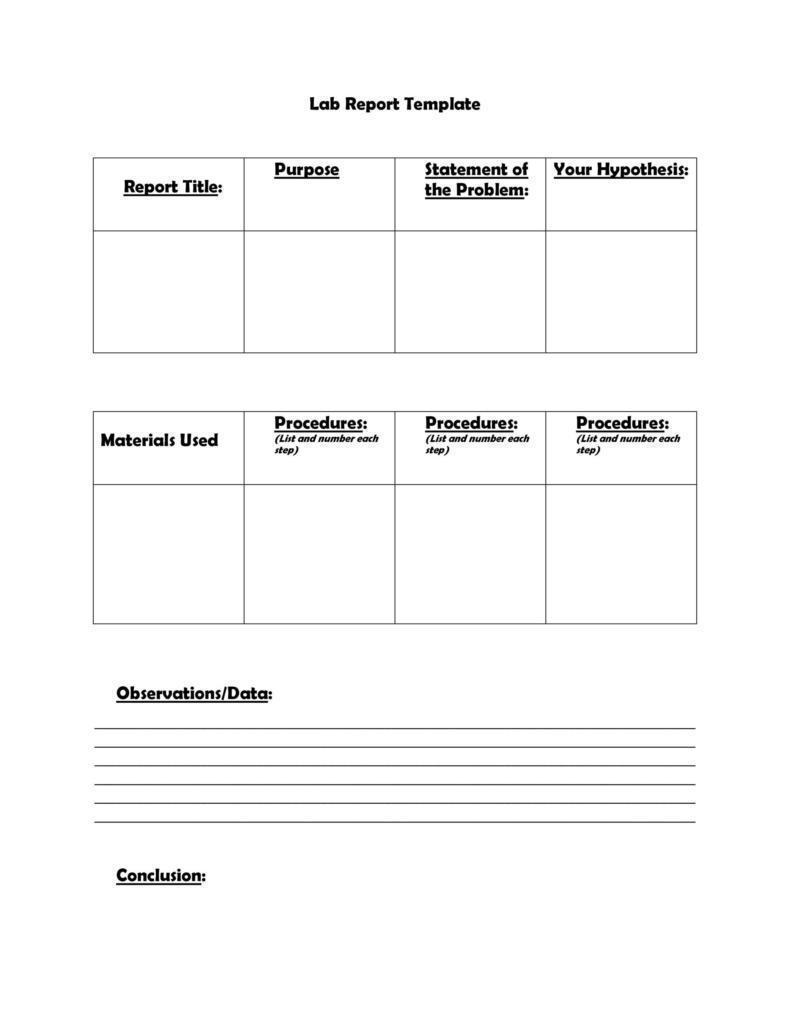 Lab Report Template
Report Title:
Purpose
Statement of
the Problem:
Your Hypothesis:
Materials Used
Procedures:
(List and number each
step)
Procedures:
(List and number each
step)
Procedures:
(List and number each
step)
Observations/Data:
Conclusion: